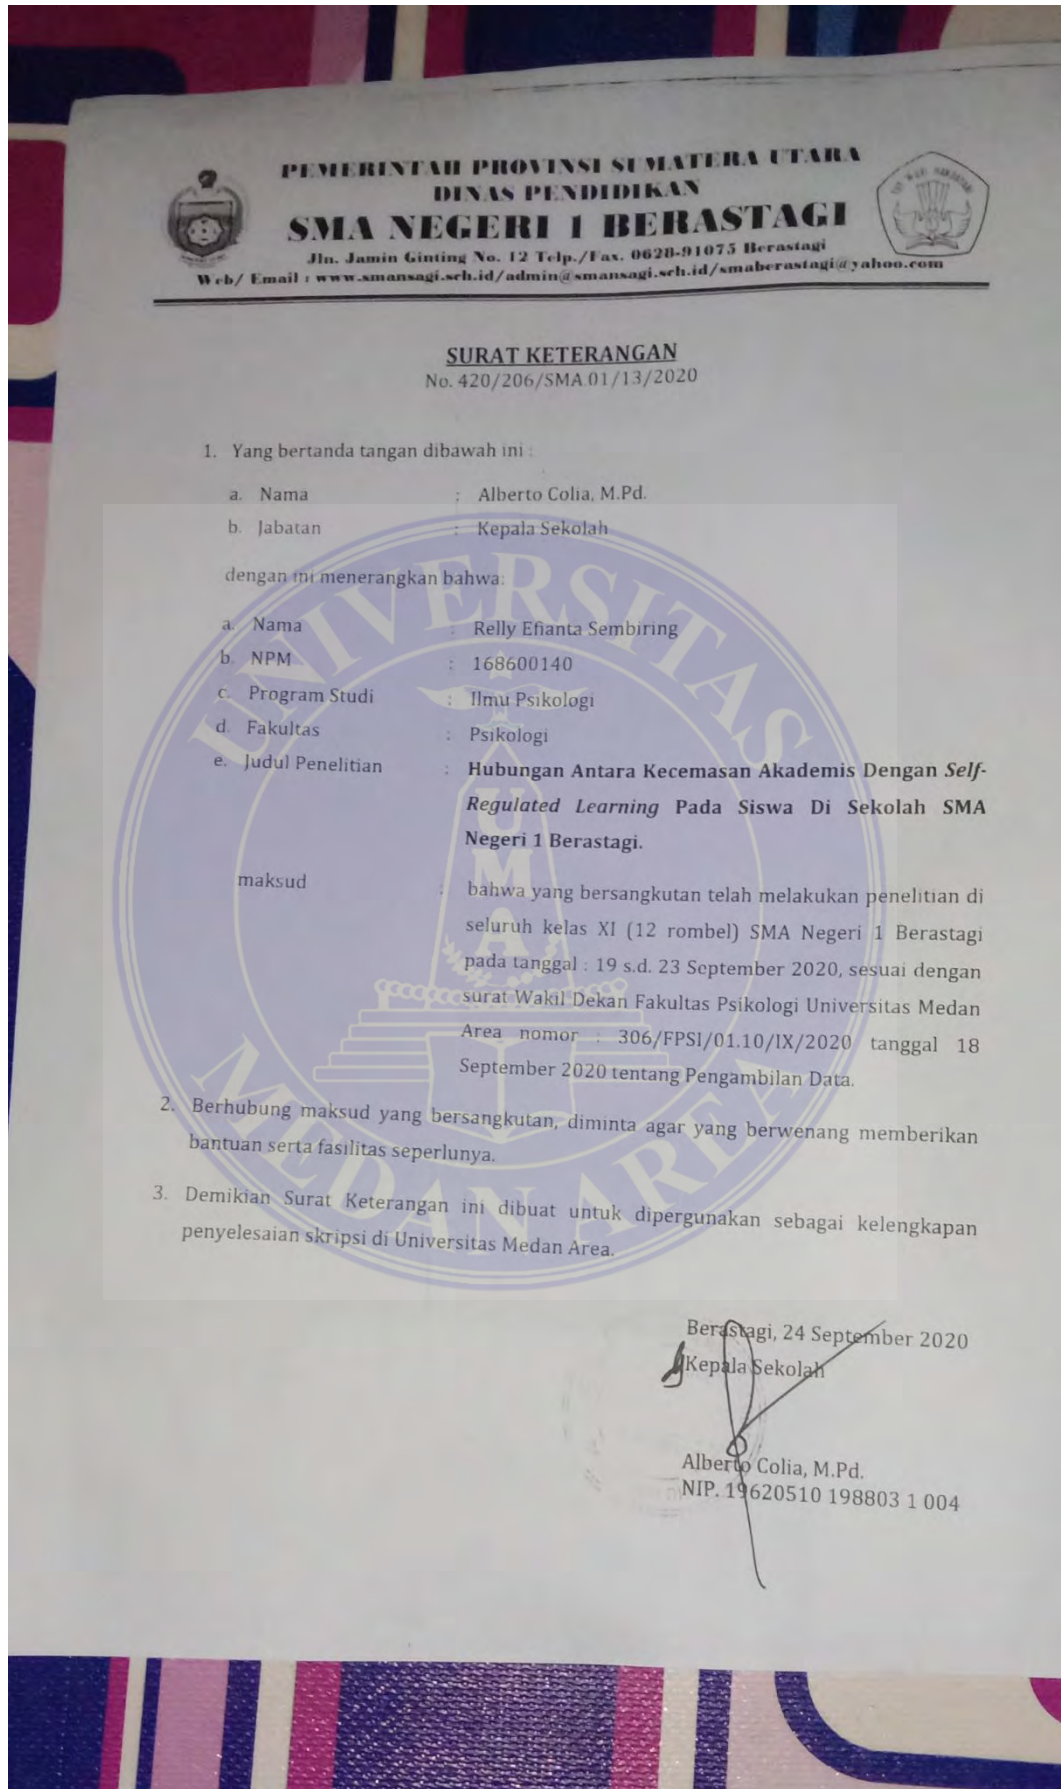 PEMERINTAH PROVINSI SUMATERA UTARA
DINAS PENDIDIKAN
SMA NEGERI 1 BERASTAGI
Jln. Jamin Ginting No. 12 Telp./Fax. 0628-91075 Berastagi
Web/ Email : www.smansagi.sch.id/admin@smansagi.sch.id/smaberastagi@yahoo.com
TUT WURI HANDAYANI
SURAT KETERANGAN
No. 420/206/SMA.01/13/2020
1. Yang bertanda tangan dibawah ini :
a. Nama : Alberto Colia, M.Pd.
b. Jabatan : Kepala Sekolah
dengan ini menerangkan bahwa:
a. Nama : Relly Efianta Sembiring
b. NPM : 168600140
c. Program Studi : Ilmu Psikologi
d. Fakultas : Psikologi
e. Judul Penelitian : Hubungan Antara Kecemasan Akademis Dengan Self-
Regulated Learning Pada Siswa Di Sekolah SMA
Negeri 1 Berastagi.
maksud : bahwa yang bersangkutan telah melakukan penelitian di
seluruh kelas XI (12 rombel) SMA Negeri 1 Berastagi
pada tanggal : 19 s.d. 23 September 2020, sesuai dengan
surat Wakil Dekan Fakultas Psikologi Universitas Medan
Area nomor : 306/FPSI/01.10/IX/2020 tanggal 18
September 2020 tentang Pengambilan Data.
2. Berhubung maksud yang bersangkutan, diminta agar yang berwenang memberikan
bantuan serta fasilitas seperlunya.
3. Demikian Surat Keterangan ini dibuat untuk dipergunakan sebagai kelengkapan
penyelesaian skripsi di Universitas Medan Area.
Berastagi, 24 September 2020
Kepala Sekolah
Alberto Colia, M.Pd.
NIP. 19620510 198803 1 004
UNIVERSITAS
UMA
MEDAN AREA